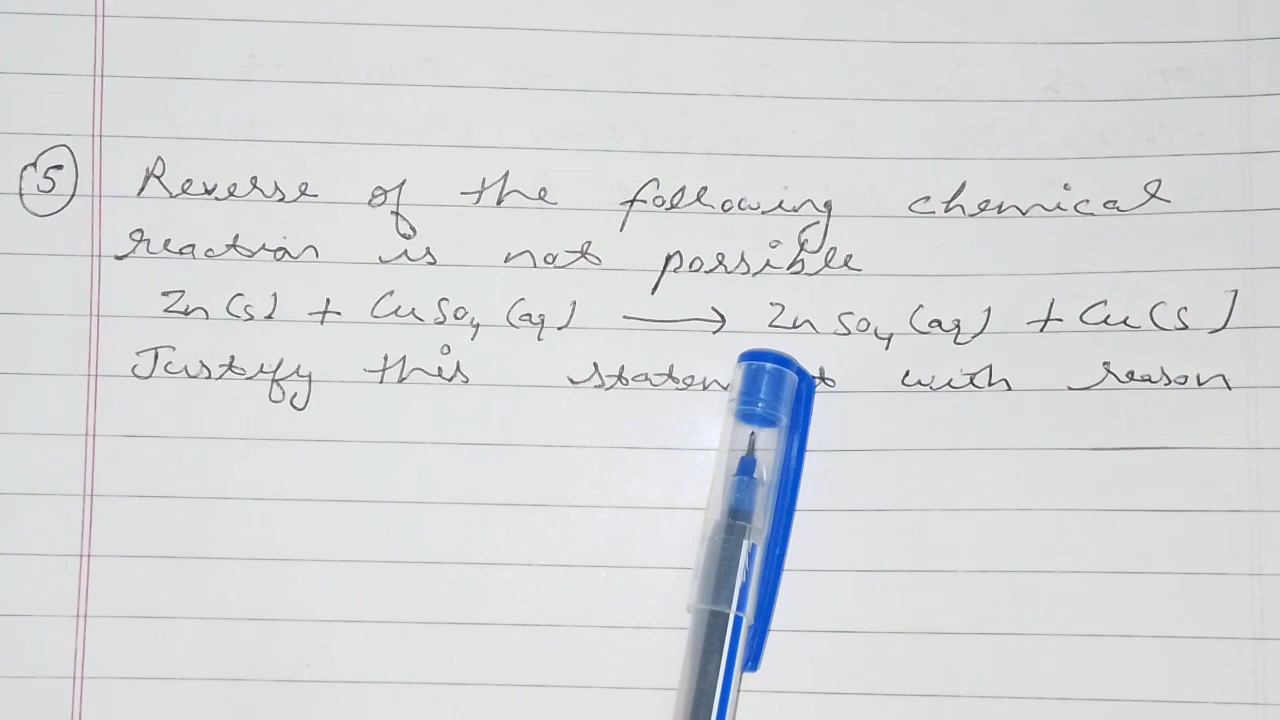 5 Reverse of the following chemical
reaction is not possible
Zn (s) + CuSO₄ (aq) ⟶ ZnSO₄ (aq) + Cu (s)
Justify this with reason